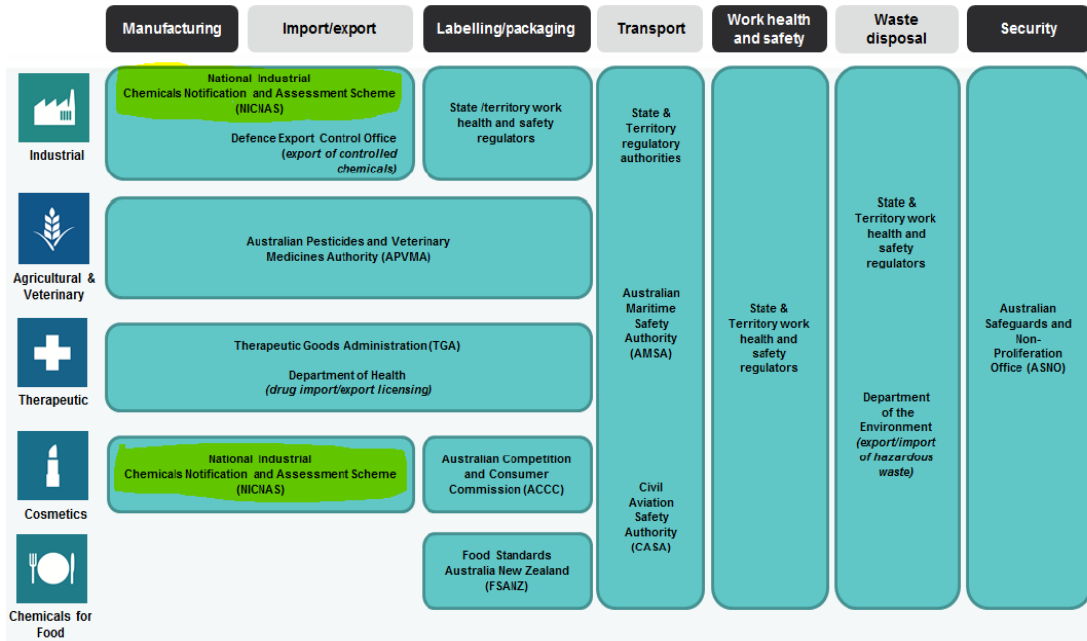 Manufacturing
Import/export
Labelling/packaging
Transport
Work health
and safety
Waste
disposal
Security
Industrial
National Industrial
Chemicals Notification and Assessment Scheme
(NICNAS)
Defence Export Control Office
(export of controlled
chemicals)
State /territory work
health and safety
regulators
State &
Territory
regulatory
authorities
Agricultural &
Veterinary
Australian Pesticides and Veterinary
Medicines Authority (APVMA)
Australian
Maritime
Safety
Authority
(AMSA)
State &
Territory work
health and
safety
regulators
State &
Territory work
health and
safety
regulators
Australian
Safeguards and
Non-
Proliferation
Office (ASNO)
Therapeutic
Therapeutic Goods Administration (TGA)
Department of Health
(drug import/export licensing)
Department
of the
Environment
(export/import
of hazardous
waste)
Cosmetics
National Industrial
Chemicals Notification and Assessment Scheme
(NICNAS)
Australian Competition
and Consumer
Commission (ACCC)
Civil
Aviation
Safety
Authority
(CASA)
Chemicals for
Food
Food Standards
Australia New Zealand
(FSANZ)